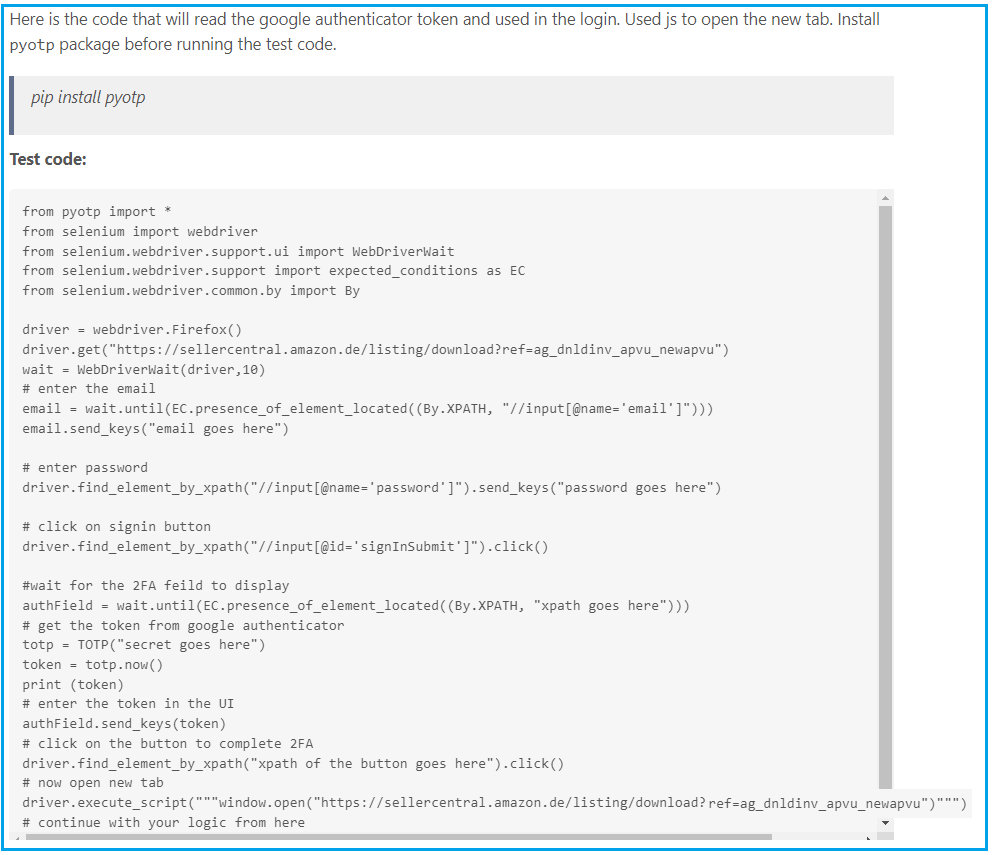 Here is the code that will read the google authenticator token and used in the login. Used js to open the new tab. Install
pyotp package before running the test code.
pip install pyotp
Test code:
from pyotp import *
from selenium import webdriver
from selenium.webdriver.support.ui import WebDriverWait
from selenium.webdriver.support import expected_conditions as EC
from selenium.webdriver.common.by import By
driver = webdriver.Firefox()
driver.get("https://sellercentral.amazon.de/listing/download?ref=ag_dnldinv_apvu_newapvu")
wait = WebDriverWait(driver,10)
# enter the email
email = wait.until(EC.presence_of_element_located((By.XPATH, "//input[@name='email']")))
email.send_keys("email goes here")
# enter password
driver.find_element_by_xpath("//input[@name='password']").send_keys("password goes here")
# click on signin button
driver.find_element_by_xpath("//input[@id='signInSubmit']").click()
#wait for the 2FA feild to display
authField = wait.until(EC.presence_of_element_located((By.XPATH, "xpath goes here")))
# get the token from google authenticator
totp = TOTP("secret goes here")
token = totp.now()
print (token)
# enter the token in the UI
authField.send_keys(token)
# click on the button to complete 2FA
driver.find_element_by_xpath("xpath of the button goes here").click()
# now open new tab
driver.execute_script("""window.open("https://sellercentral.amazon.de/listing/download?ref=ag_dnldinv_apvu_newapvu")""")
# continue with your logic from here